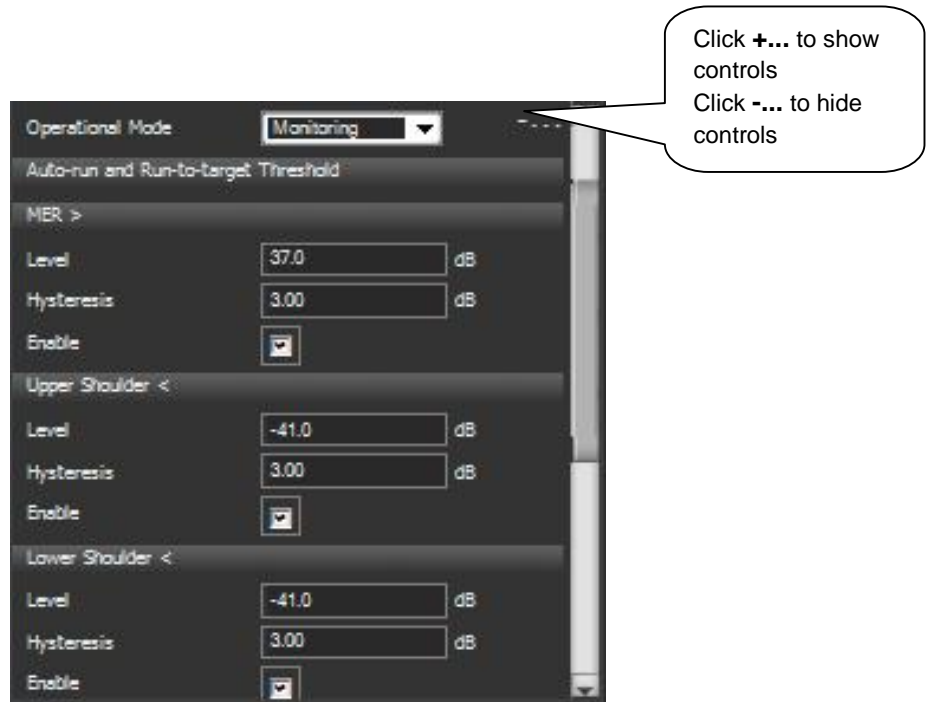 Click +... to show
controls
Click -... to hide
controls
Operational Mode Monitoring -...
Auto-run and Run-to-target Threshold
MER >
Level 37.0 dB
Hysteresis 3.00 dB
Enable
Upper Shoulder <
Level -41.0 dB
Hysteresis 3.00 dB
Enable
Lower Shoulder <
Level -41.0 dB
Hysteresis 3.00 dB
Enable